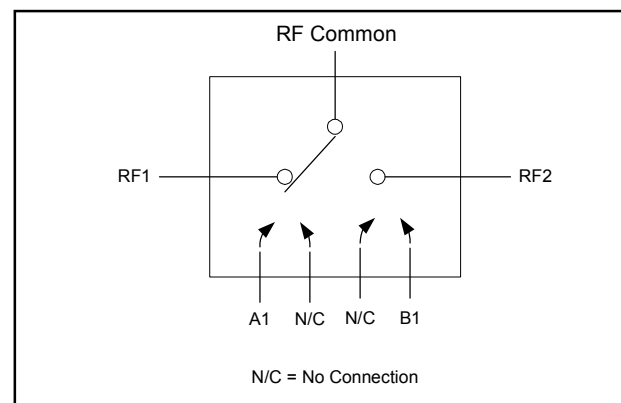 RF Common
RF1
RF2
A1 N/C N/C B1
N/C = No Connection